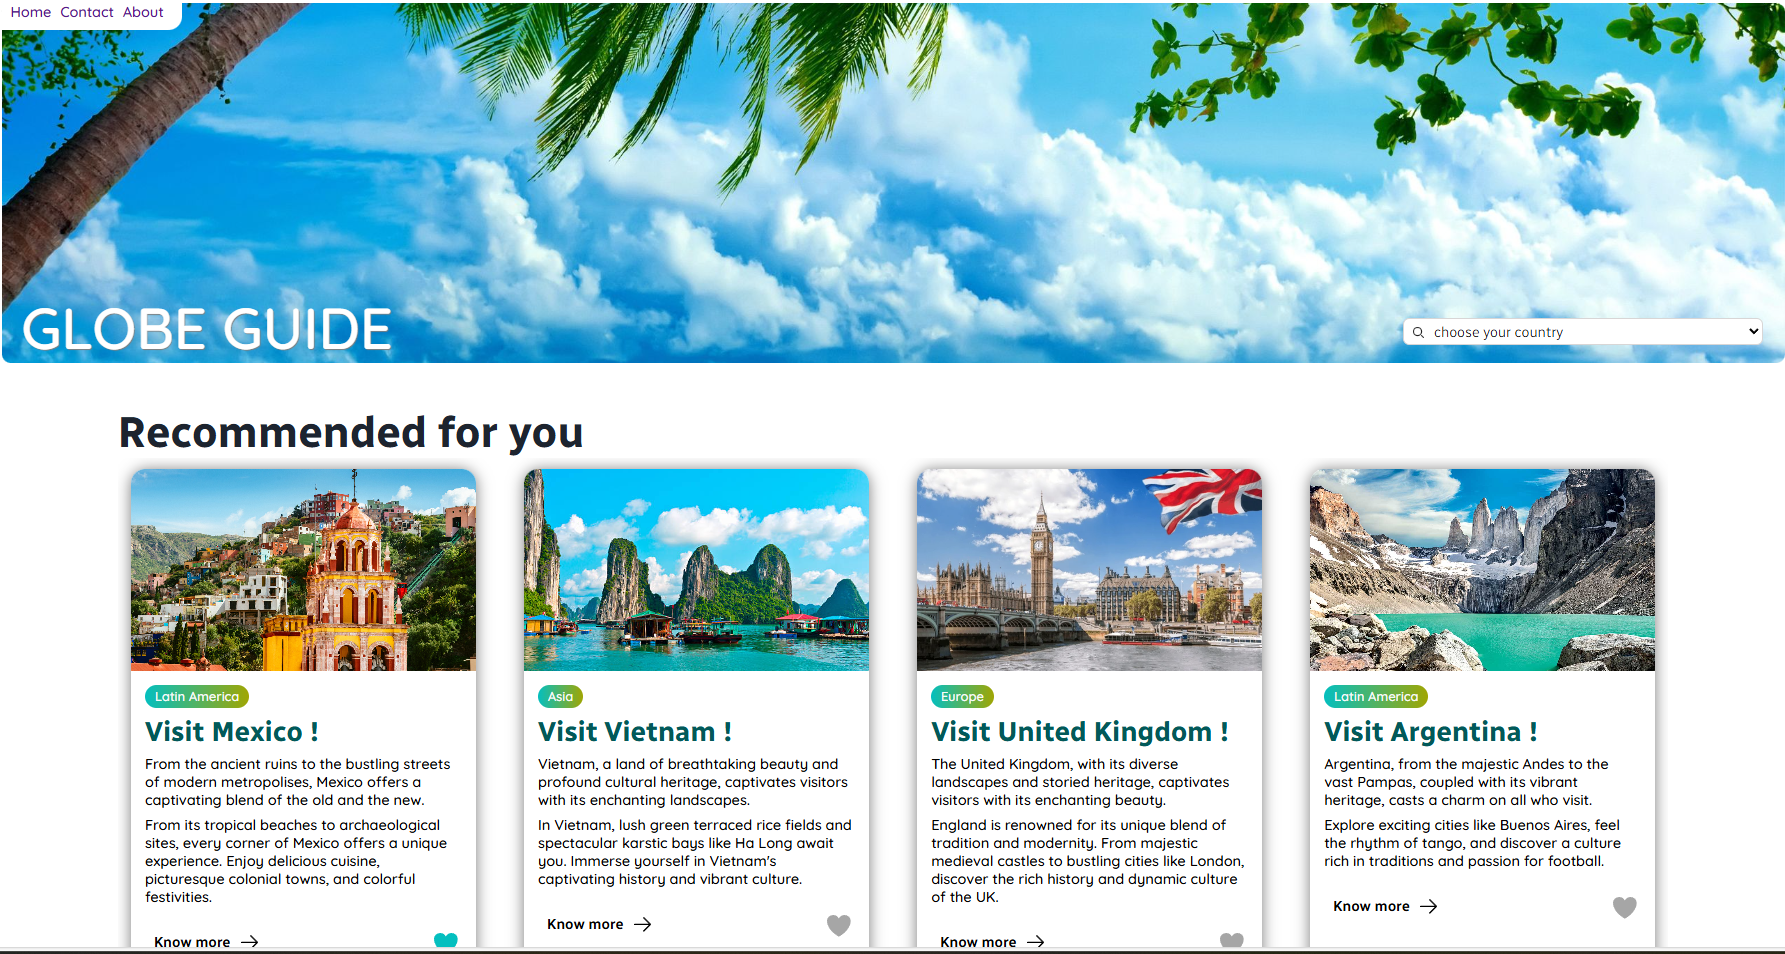 Home Contact About
GLOBE GUIDE
choose your country
Recommended for you
Latin America
Visit Mexico !
From the ancient ruins to the bustling streets
of modern metropolises, Mexico offers a
captivating blend of the old and the new.
From its tropical beaches to archaeological
sites, every corner of Mexico offers a unique
experience. Enjoy delicious cuisine,
picturesque colonial towns, and colorful
festivities.
Know more
Asia
Visit Vietnam !
Vietnam, a land of breathtaking beauty and
profound cultural heritage, captivates visitors
with its enchanting landscapes.
In Vietnam, lush green terraced rice fields and
spectacular karstic bays like Ha Long await
you. Immerse yourself in Vietnam's
captivating history and vibrant culture.
Know more
Europe
Visit United Kingdom !
The United Kingdom, with its diverse
landscapes and storied heritage, captivates
visitors with its enchanting beauty.
England is renowned for its unique blend of
tradition and modernity. From majestic
medieval castles to bustling cities like London,
discover the rich history and dynamic culture
of the UK.
Know more
Latin America
Visit Argentina !
Argentina, from the majestic Andes to the
vast Pampas, coupled with its vibrant
heritage, casts a charm on all who visit.
Explore exciting cities like Buenos Aires, feel
the rhythm of tango, and discover a culture
rich in traditions and passion for football.
Know more